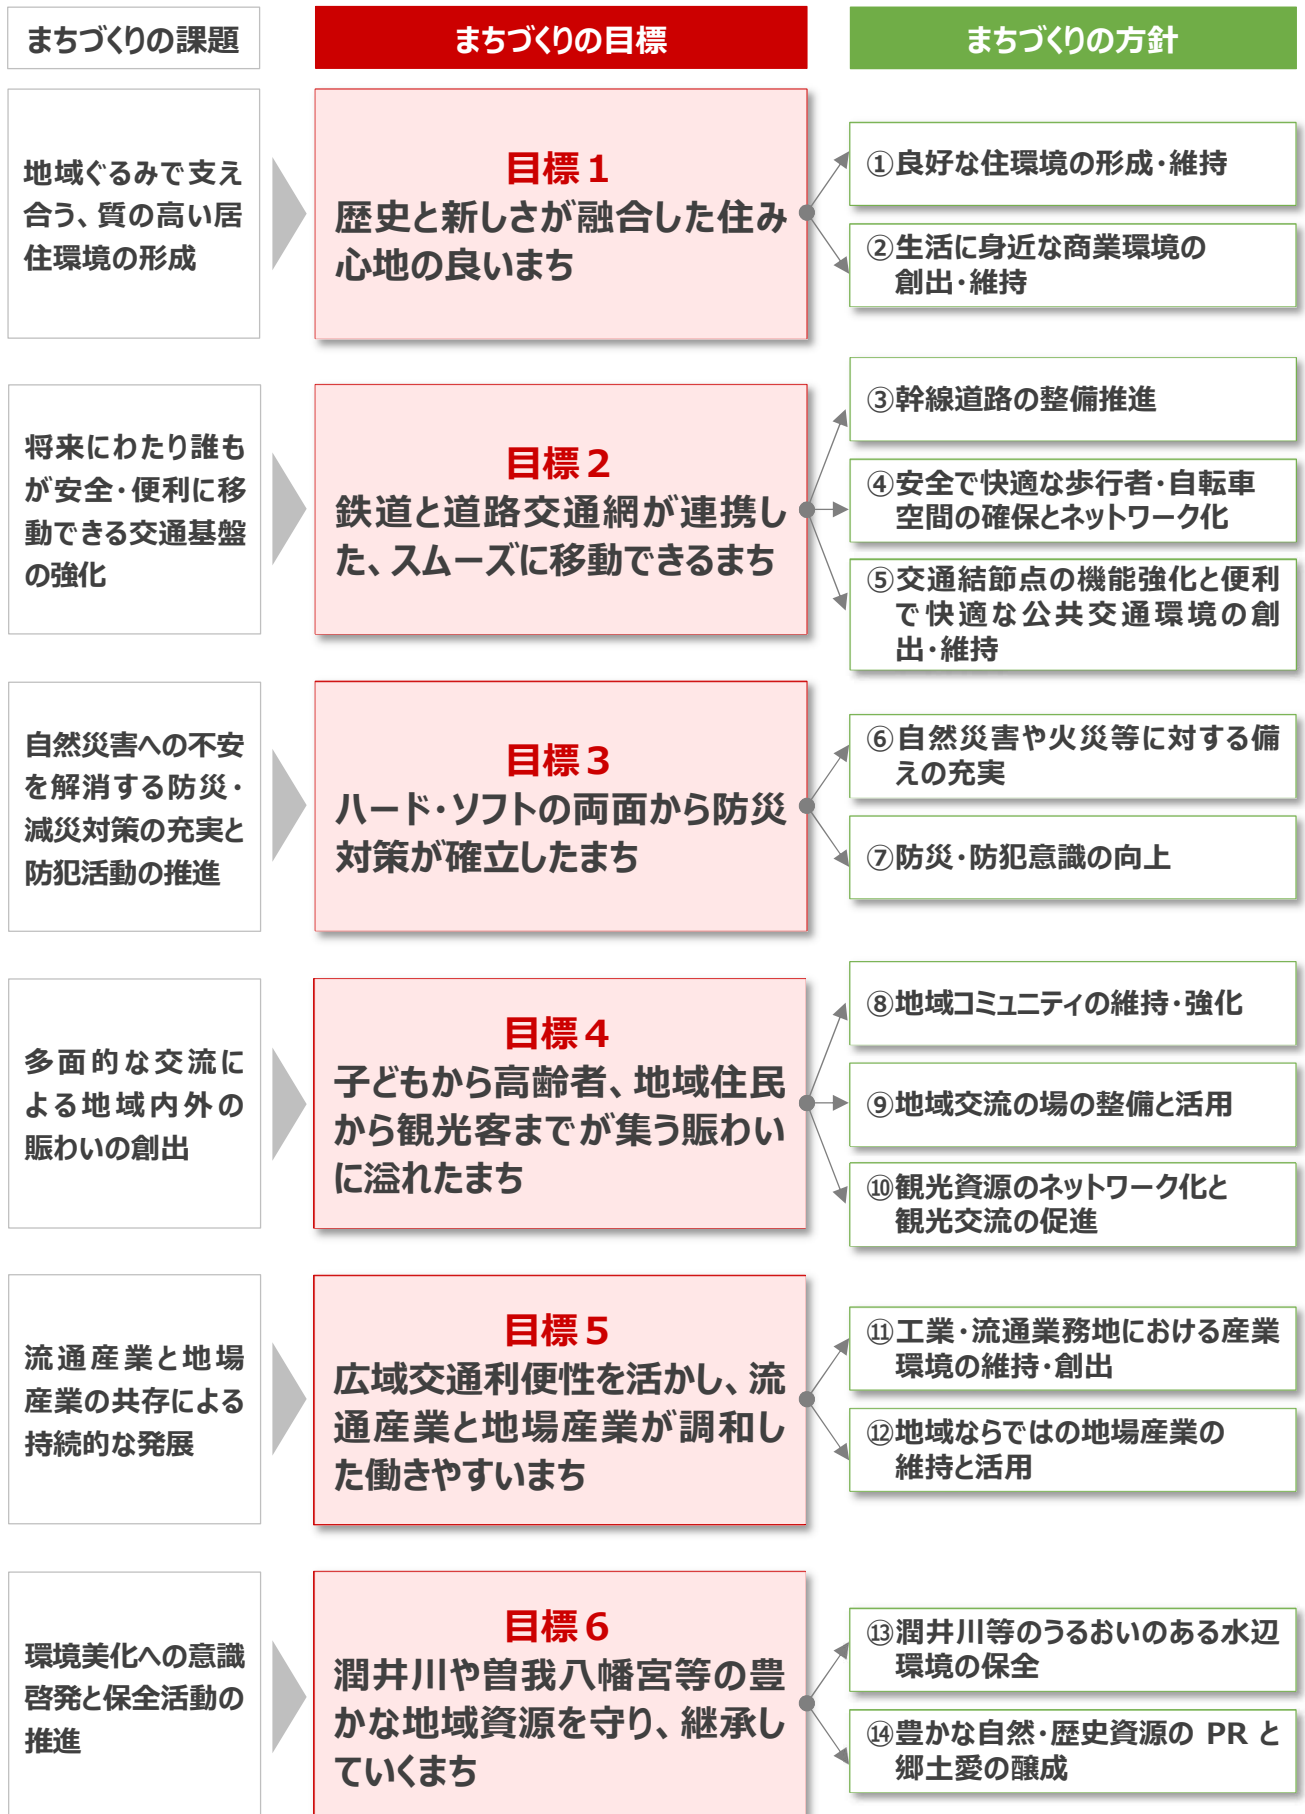 まちづくりの課題
まちづくりの目標
まちづくりの方針
地域ぐるみで支え
合う、質の高い居
住環境の形成
目標1
歴史と新しさが融合した住み
心地の良いまち
①良好な住環境の形成・維持
②生活に身近な商業環境の
創出・維持
将来にわたり誰も
が安全・便利に移
動できる交通基盤
の強化
目標2
鉄道と道路交通網が連携し
た、スムーズに移動できるまち
③幹線道路の整備推進
④安全で快適な歩行者・自転車
空間の確保とネットワーク化
⑤交通結節点の機能強化と便利
で快適な公共交通環境の創
出・維持
自然災害への不安
を解消する防災・
減災対策の充実と
防犯活動の推進
目標3
ハード・ソフトの両面から防災
対策が確立したまち
⑥自然災害や火災等に対する備
えの充実
⑦防災・防犯意識の向上
多面的な交流に
よる地域内外の
賑わいの創出
目標4
子どもから高齢者、地域住民
から観光客までが集う賑わい
に溢れたまち
⑧地域コミュニティの維持・強化
⑨地域交流の場の整備と活用
⑩観光資源のネットワーク化と
観光交流の促進
流通産業と地場
産業の共存による
持続的な発展
目標5
広域交通利便性を活かし、流
通産業と地場産業が調和し
た働きやすいまち
⑪工業・流通業務地における産業
環境の維持・創出
⑫地域ならではの地場産業の
維持と活用
環境美化への意識
啓発と保全活動の
推進
目標6
潤井川や曽我八幡宮等の豊
かな地域資源を守り、継承し
ていくまち
⑬潤井川等のうるおいのある水辺
環境の保全
⑭豊かな自然・歴史資源の PR と
郷土愛の醸成